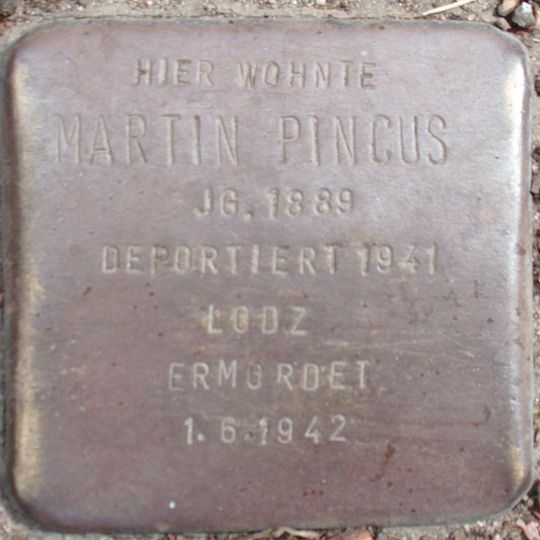 HIER WOHNTE
MARTIN PINCUS
JG. 1889
DEPORTIERT 1941
LODZ
ERMORDET
1.6.1942